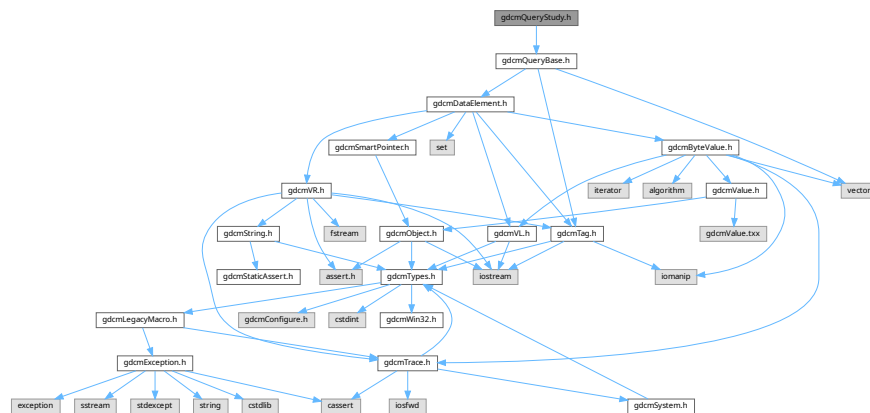 gdcmQueryStudy.h
gdcmQueryBase.h
gdcmDataElement.h
gdcmSmartPointer.h
set
gdcmByteValue.h
gdcmVR.h
iterator
algorithm
gdcmValue.h
vector
gdcmString.h
fstream
gdcmObject.h
gdcmVL.h
gdcmTag.h
gdcmValue.txx
gdcmStaticAssert.h
assert.h
gdcmTypes.h
iostream
iomanip
gdcmLegacyMacro.h
gdcmConfigure.h
cstdint
gdcmWin32.h
gdcmException.h
gdcmTrace.h
exception
sstream
stdexcept
string
cstdlib
cassert
iosfwd
gdcmSystem.h